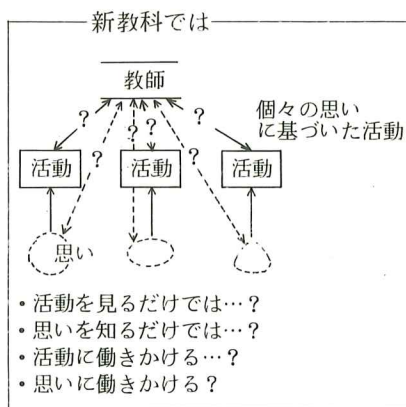 新教科では
教師
個々の思い
に基づいた活動
? ? ? ?
? ?
活動 活動 活動
思い
・活動を見るだけでは…?
・思いを知るだけでは…?
・活動に働きかける…?
・思いに働きかける?